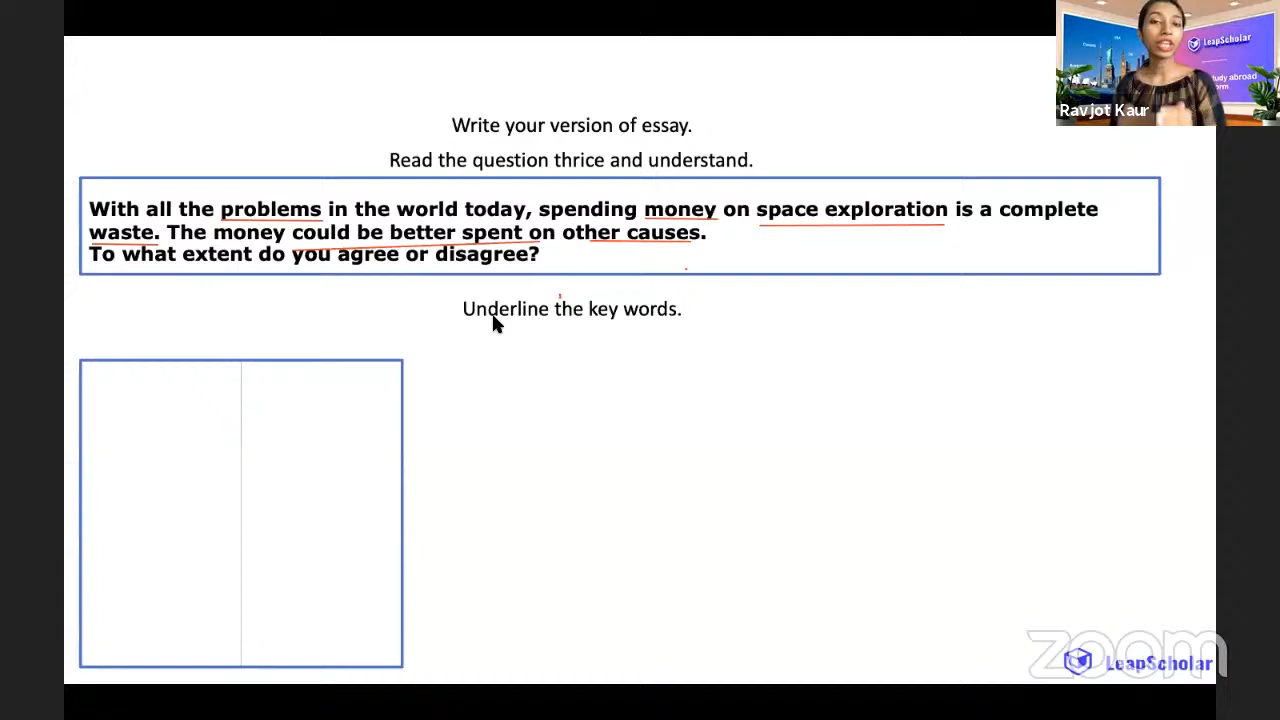 LeapScholar
study abroad
Ravjot Kaur
Write your version of essay.
Read the question thrice and understand.
With all the problems in the world today, spending money on space exploration is a complete
waste. The money could be better spent on other causes.
To what extent do you agree or disagree?
Underline the key words.
zoom
LeapScholar